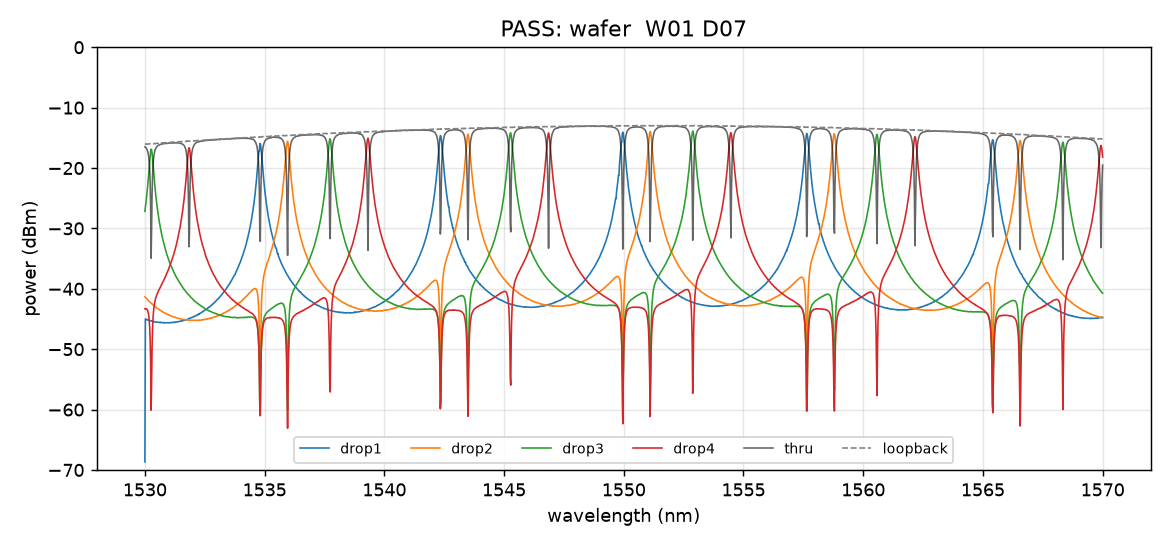 PASS: wafer  W01 D07
0
−10
−20
−30
−40
−50
−60
−70
power (dBm)
drop1 drop2 drop3 drop4 thru loopback
1530 1535 1540 1545 1550 1555 1560 1565 1570
wavelength (nm)